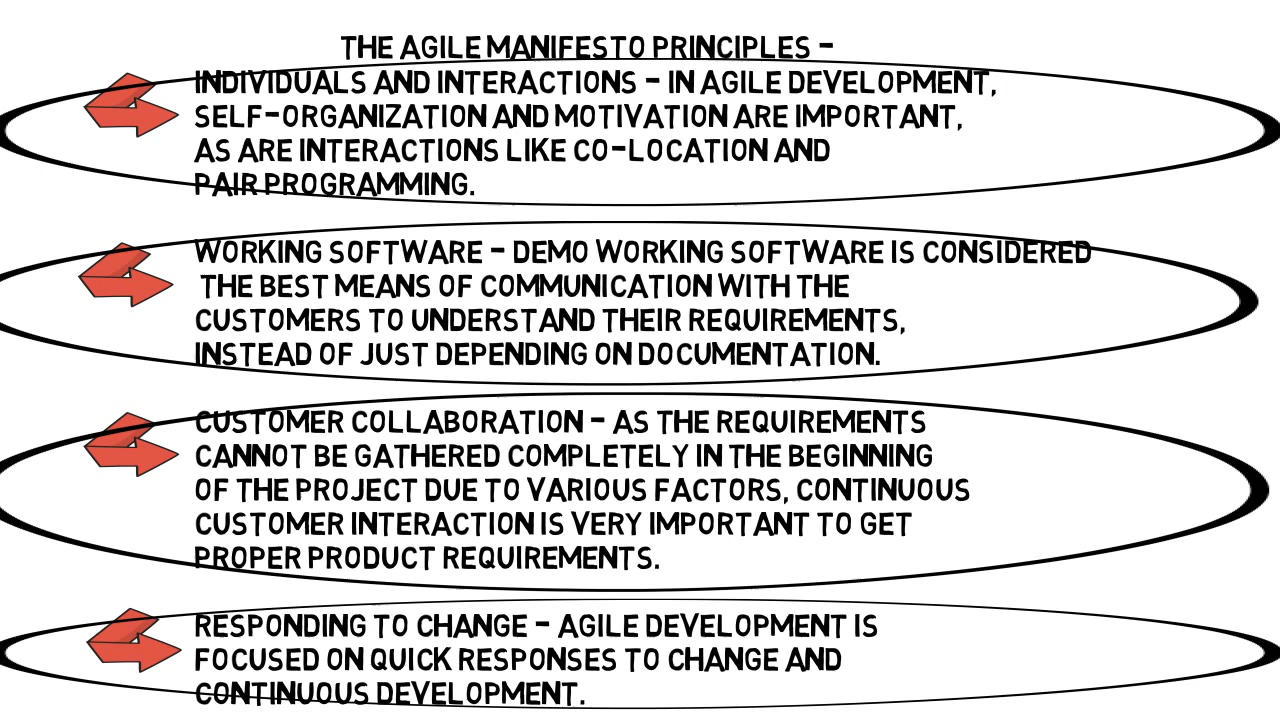 THE AGILE MANIFESTO PRINCIPLES -
INDIVIDUALS AND INTERACTIONS - IN AGILE DEVELOPMENT,
SELF-ORGANIZATION AND MOTIVATION ARE IMPORTANT,
AS ARE INTERACTIONS LIKE CO-LOCATION AND
PAIR PROGRAMMING.
WORKING SOFTWARE - DEMO WORKING SOFTWARE IS CONSIDERED
THE BEST MEANS OF COMMUNICATION WITH THE
CUSTOMERS TO UNDERSTAND THEIR REQUIREMENTS,
INSTEAD OF JUST DEPENDING ON DOCUMENTATION.
CUSTOMER COLLABORATION - AS THE REQUIREMENTS
CANNOT BE GATHERED COMPLETELY IN THE BEGINNING
OF THE PROJECT DUE TO VARIOUS FACTORS, CONTINUOUS
CUSTOMER INTERACTION IS VERY IMPORTANT TO GET
PROPER PRODUCT REQUIREMENTS.
RESPONDING TO CHANGE - AGILE DEVELOPMENT IS
FOCUSED ON QUICK RESPONSES TO CHANGE AND
CONTINUOUS DEVELOPMENT.